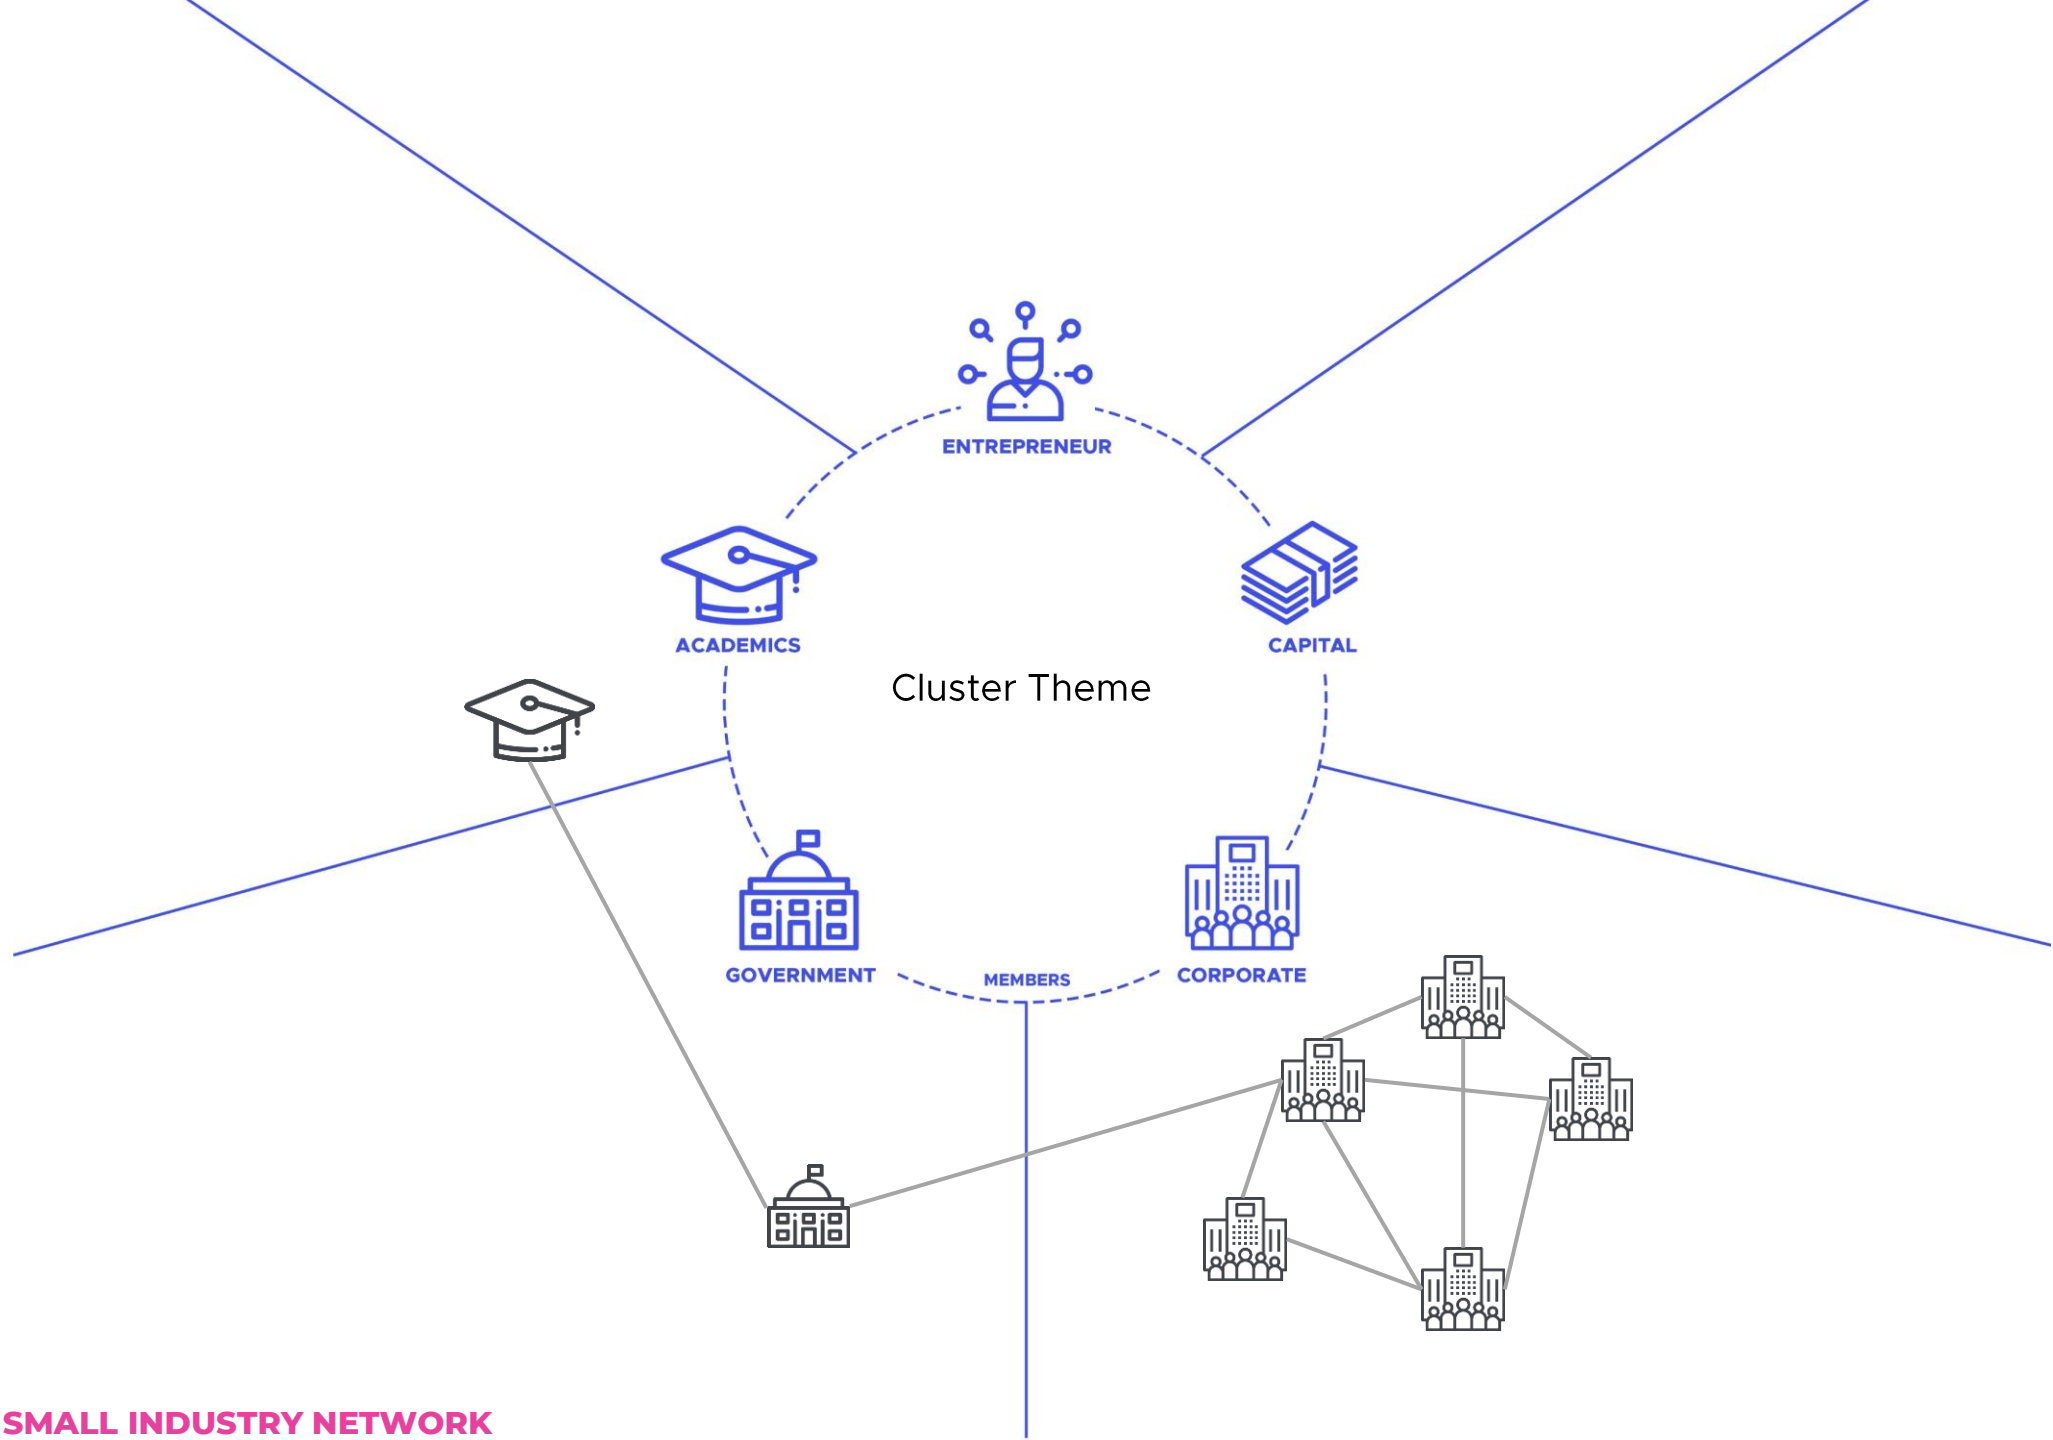 ENTREPRENEUR
ACADEMICS
CAPITAL
Cluster Theme
GOVERNMENT
MEMBERS
CORPORATE
SMALL INDUSTRY NETWORK